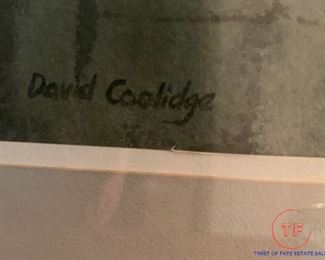 David Coolidge
TF
TWIST OF FATE ESTATE SALES